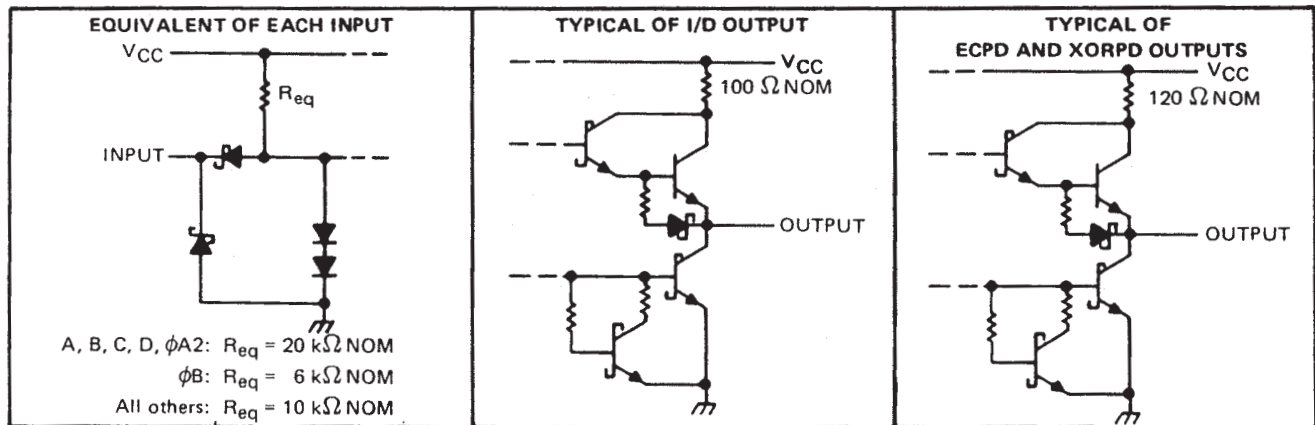 EQUIVALENT OF EACH INPUT
VCC
Req
INPUT
A, B, C, D, ϕA2: Req = 20 kΩ NOM
ϕB: Req = 6 kΩ NOM
All others: Req = 10 kΩ NOM
TYPICAL OF I/D OUTPUT
VCC
100 Ω NOM
OUTPUT
TYPICAL OF
ECPD AND XORPD OUTPUTS
VCC
120 Ω NOM
OUTPUT